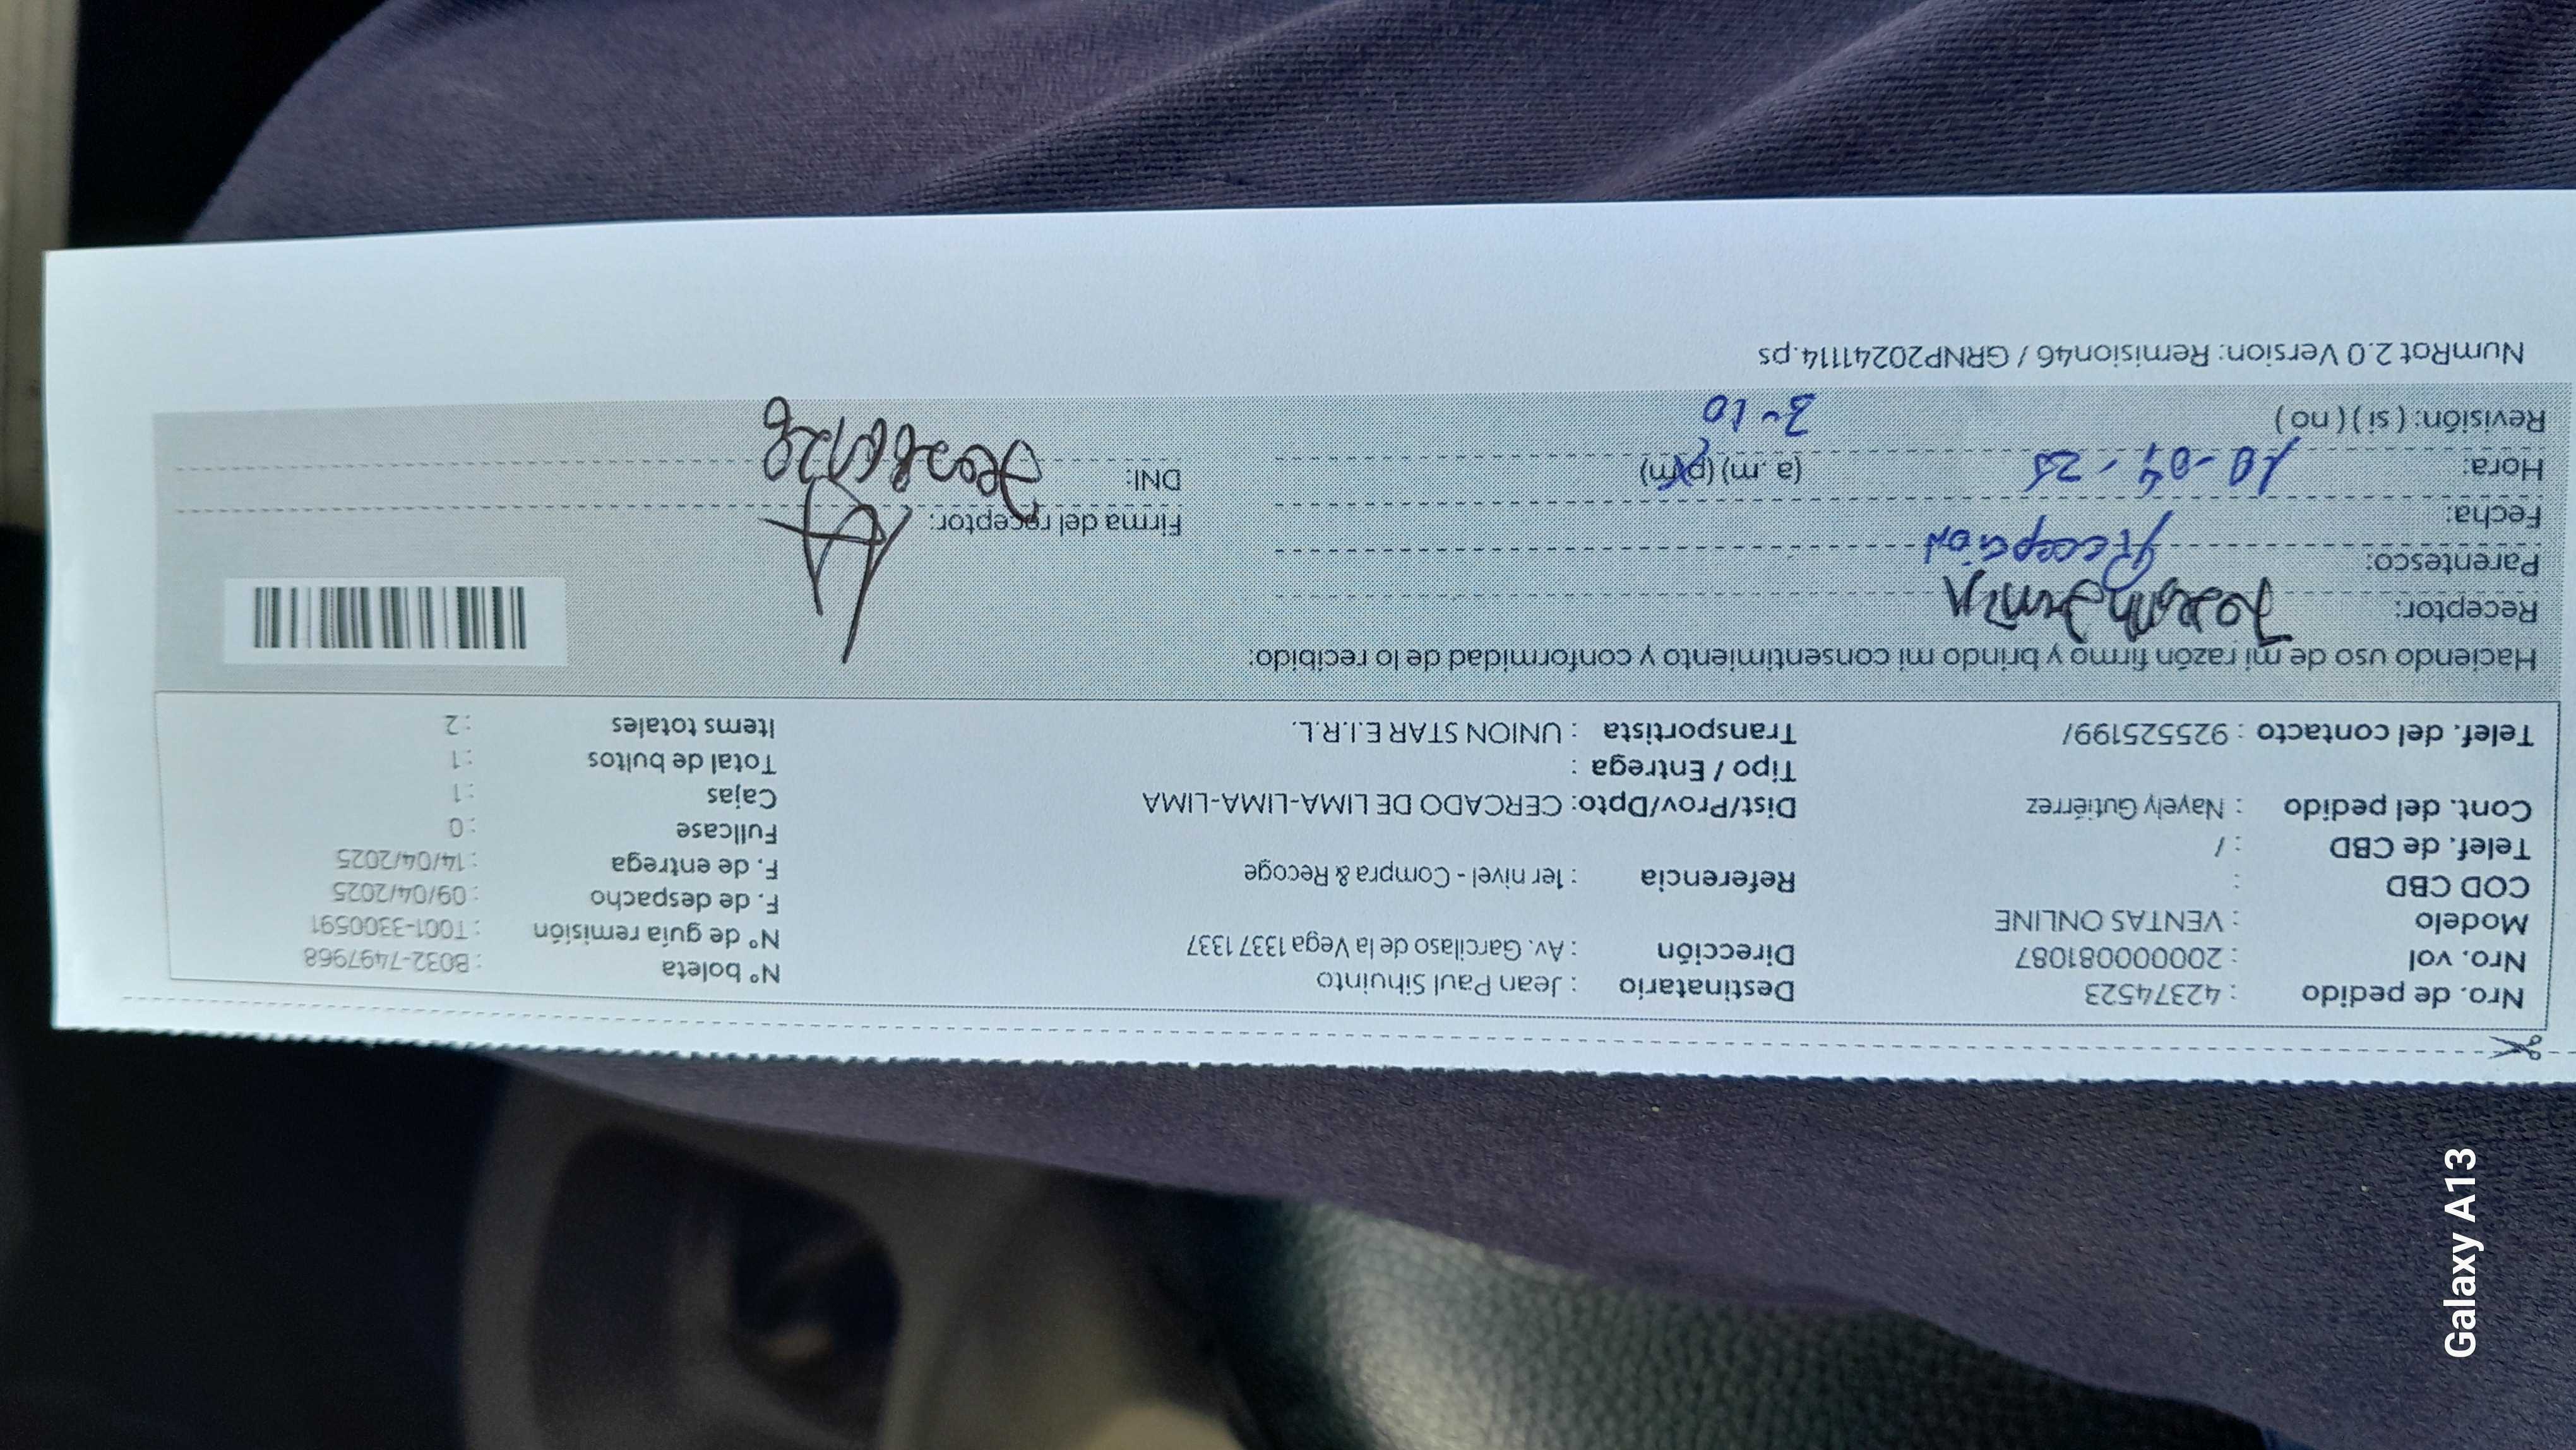 Nro. de pedido : 42374523 Destinatario : Jean Paul Sihuinto N° boleta : B032-7497968
Nro. vol : 20000081087 Dirección : Av. Garcilaso de la Vega 1337 1337 N° de guía remisión : T001-3300591
Modelo : VENTAS ONLINE F. de despacho : 09/04/2025
COD CBD : Referencia : 1er nivel - Compra & Recoge F. de entrega : 14/04/2025
Telef. de CBD : / Fullcase : 0
Cont. del pedido : Nayely Gutiérrez Dist/Prov/Dpto: CERCADO DE LIMA-LIMA-LIMA Cajas : 1
Tipo / Entrega : Total de bultos : 1
Telef. del contacto : 925525199/ Transportista : UNION STAR E.I.R.L. Items totales : 2
Haciendo uso de mi razón firmo y brindo mi consentimiento y conformidad de lo recibido:
Receptor:
Parentesco: Recepción
Fecha: Firma del receptor:
Hora: 10-04-25 (a .m) (p.m) DNI:
Revisión: ( si ) ( no ) 3-10
NumRot 2.0 Version: Remision46 / GRNP20241114.ps
Galaxy A13